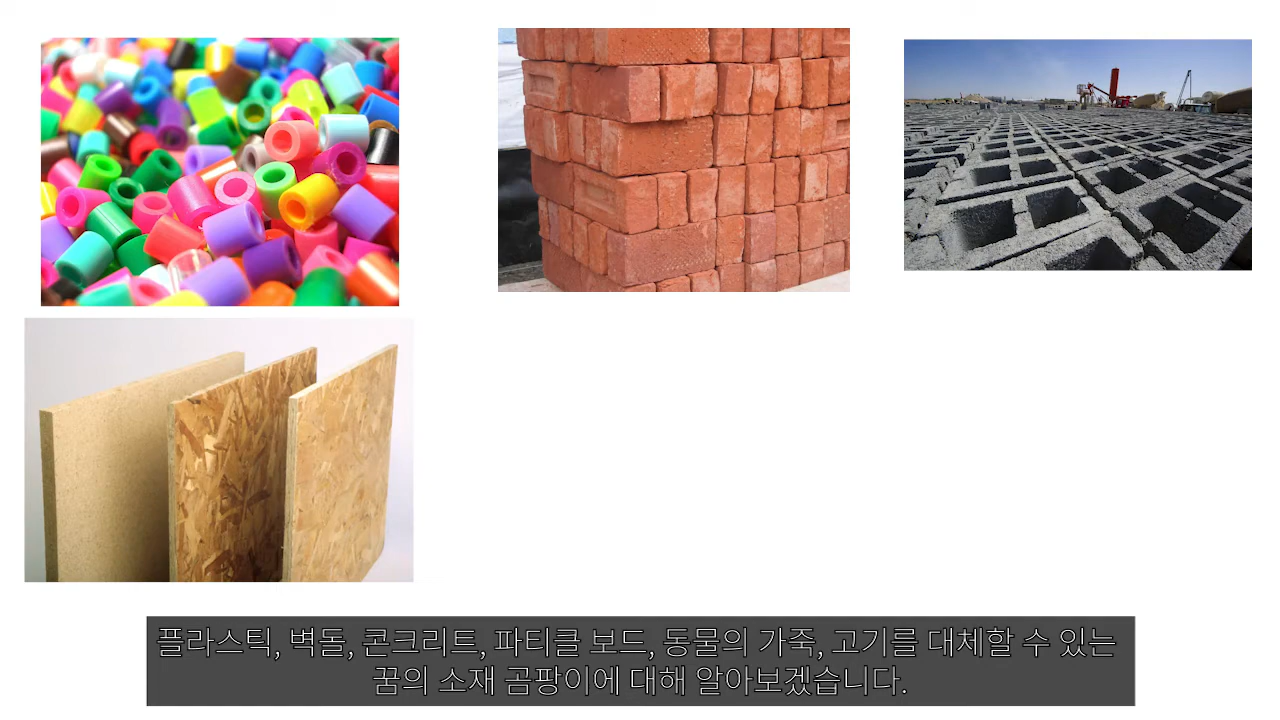 플라스틱, 벽돌, 콘크리트, 파티클 보드, 동물의 가죽, 고기를 대체할 수 있는
꿈의 소재 곰팡이에 대해 알아보겠습니다.